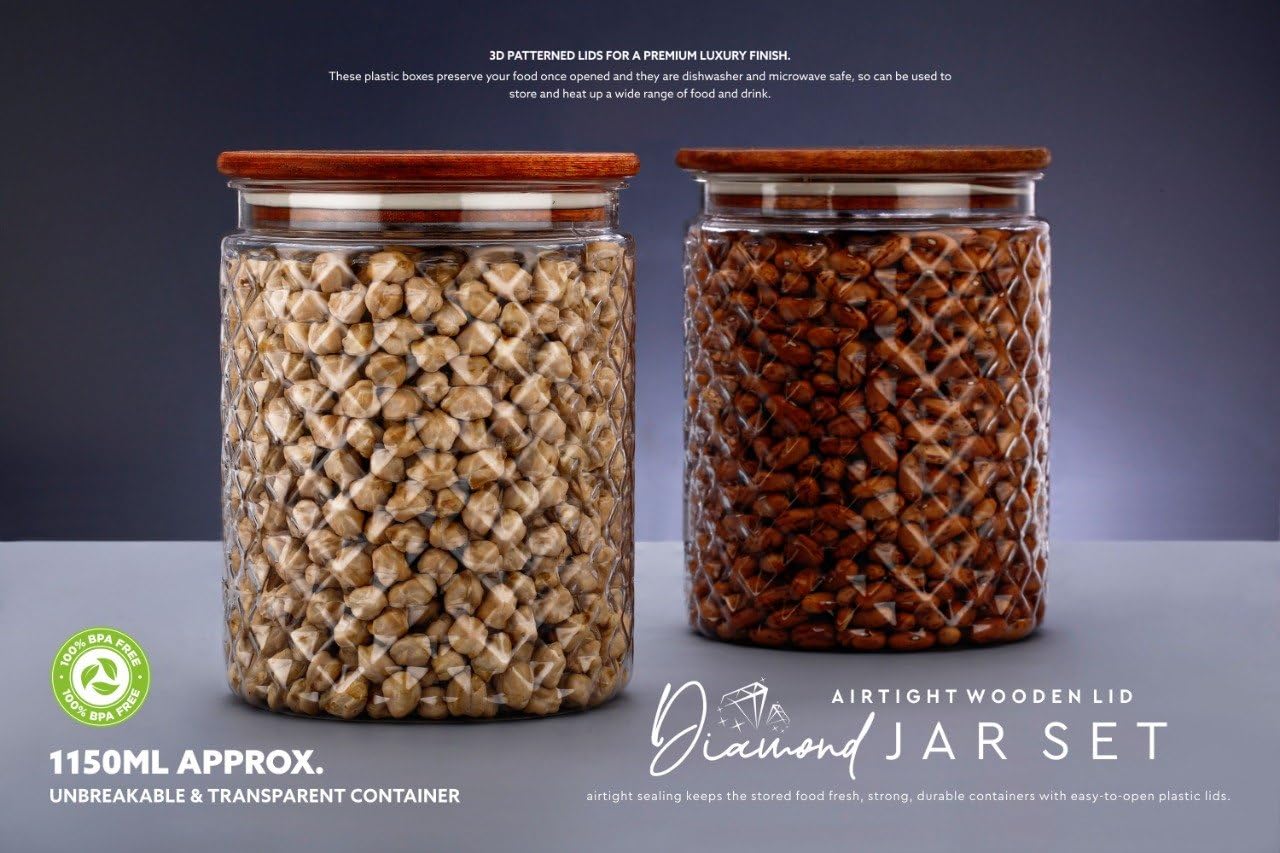 3D PATTERNED LIDS FOR A PREMIUM LUXURY FINISH.
These plastic boxes preserve your food once opened and they are dishwasher and microwave safe, so can be used to
store and heat up a wide range of food and drink.
100% BPA FREE
100% BPA FREE
1150ML APPROX.
UNBREAKABLE & TRANSPARENT CONTAINER
AIRTIGHT WOODEN LID
Diamond JAR SET
airtight sealing keeps the stored food fresh, strong, durable containers with easy-to-open plastic lids.